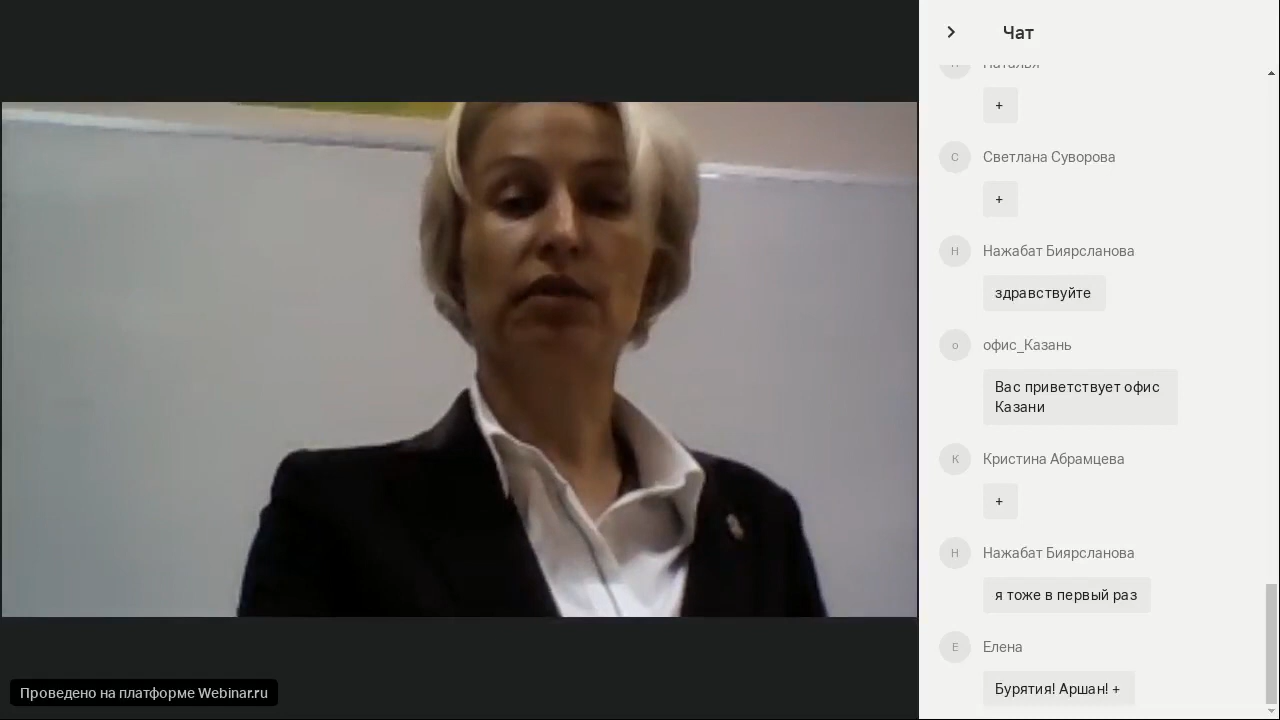 Чат
Наталья
+
С
Светлана Суворова
+
Н
Нажабат Биярсланова
здравствуйте
о
офис_Казань
Вас приветствует офис
Казани
К
Кристина Абрамцева
+
Н
Нажабат Биярсланова
я тоже в первый раз
Е
Елена
Бурятия! Аршан! +
Проведено на платформе Webinar.ru